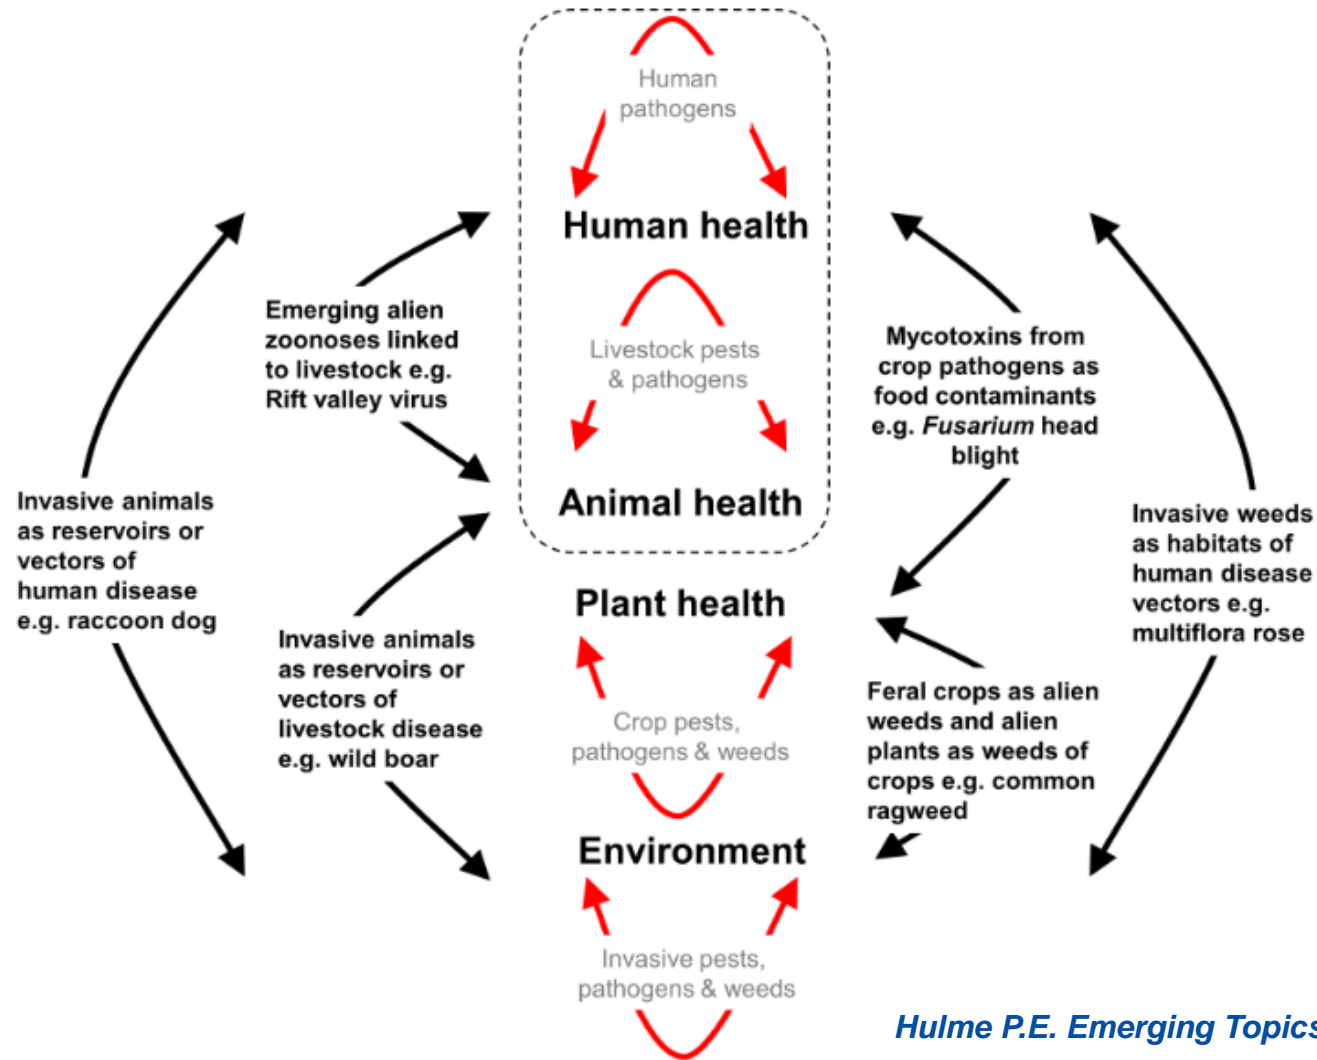 Human
pathogens
Human health
Emerging alien
zoonoses linked
to livestock e.g.
Rift valley virus
Livestock pests
& pathogens
Mycotoxins from
crop pathogens as
food contaminants
e.g. Fusarium head
blight
Animal health
Invasive animals
as reservoirs or
vectors of
human disease
e.g. raccoon dog
Invasive weeds
as habitats of
human disease
vectors e.g.
multiflora rose
Plant health
Invasive animals
as reservoirs or
vectors of
livestock disease
e.g. wild boar
Crop pests,
pathogens & weeds
Feral crops as alien
weeds and alien
plants as weeds of
crops e.g. common
ragweed
Environment
Invasive pests,
pathogens & weeds
Hulme P.E. Emerging Topics